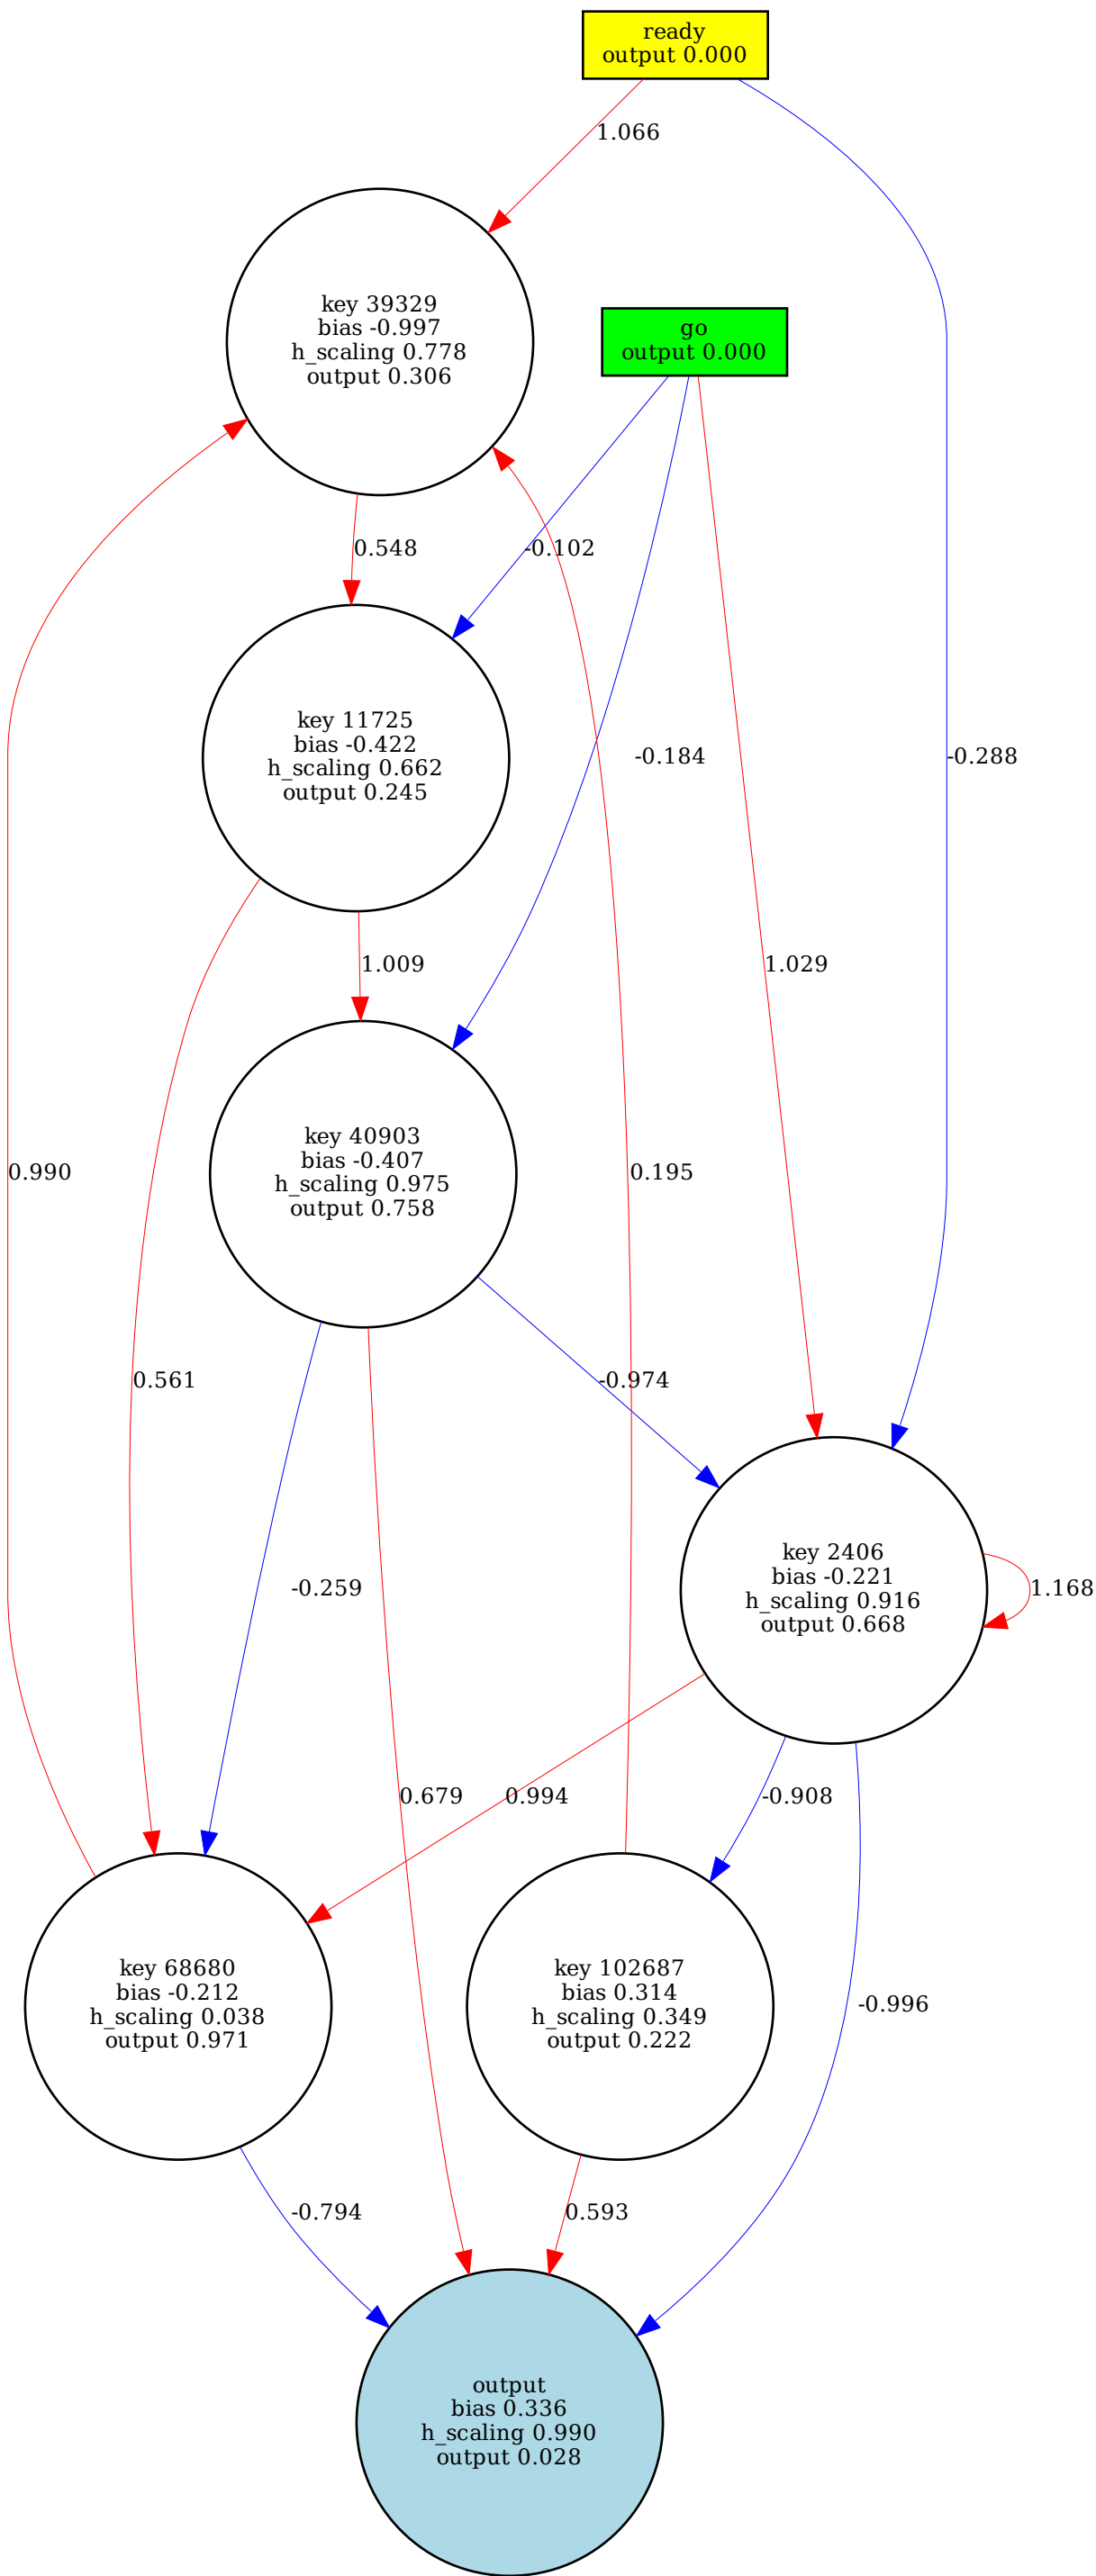 ready
output 0.000
1.066
key 39329
bias -0.997
h_scaling 0.778
output 0.306
go
output 0.000
0.548
-0.102
key 11725
bias -0.422
h_scaling 0.662
output 0.245
-0.184
-0.288
1.009
1.029
key 40903
bias -0.407
h_scaling 0.975
output 0.758
0.990
0.195
0.561
-0.974
key 2406
bias -0.221
h_scaling 0.916
output 0.668
-0.259
1.168
0.679
0.994
-0.908
key 68680
bias -0.212
h_scaling 0.038
output 0.971
key 102687
bias 0.314
h_scaling 0.349
output 0.222
-0.996
-0.794
0.593
output
bias 0.336
h_scaling 0.990
output 0.028